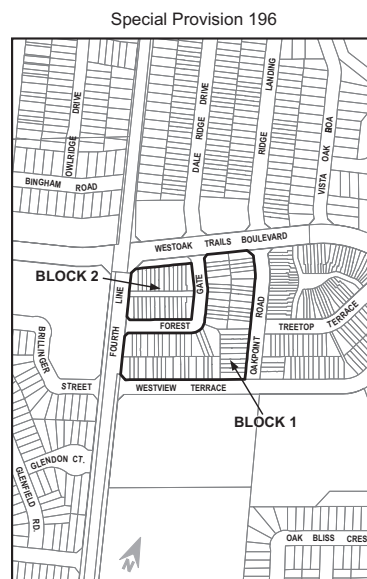 Special Provision 196
OWLRIDGE DRIVE
BINGHAM ROAD
DALE RIDGE DRIVE
LANDING
RIDGE
VISTA OAK BOA
WESTOAK TRAILS BOULEVARD
BLOCK 2
GATE
LINE
FOURTH
FOREST
OAKPOINT ROAD
TREETOP TERRACE
BRILLINGER
STREET
WESTVIEW TERRACE
BLOCK 1
GLENDON CT.
GLENFIELD RD.
OAK BLISS CRES
N